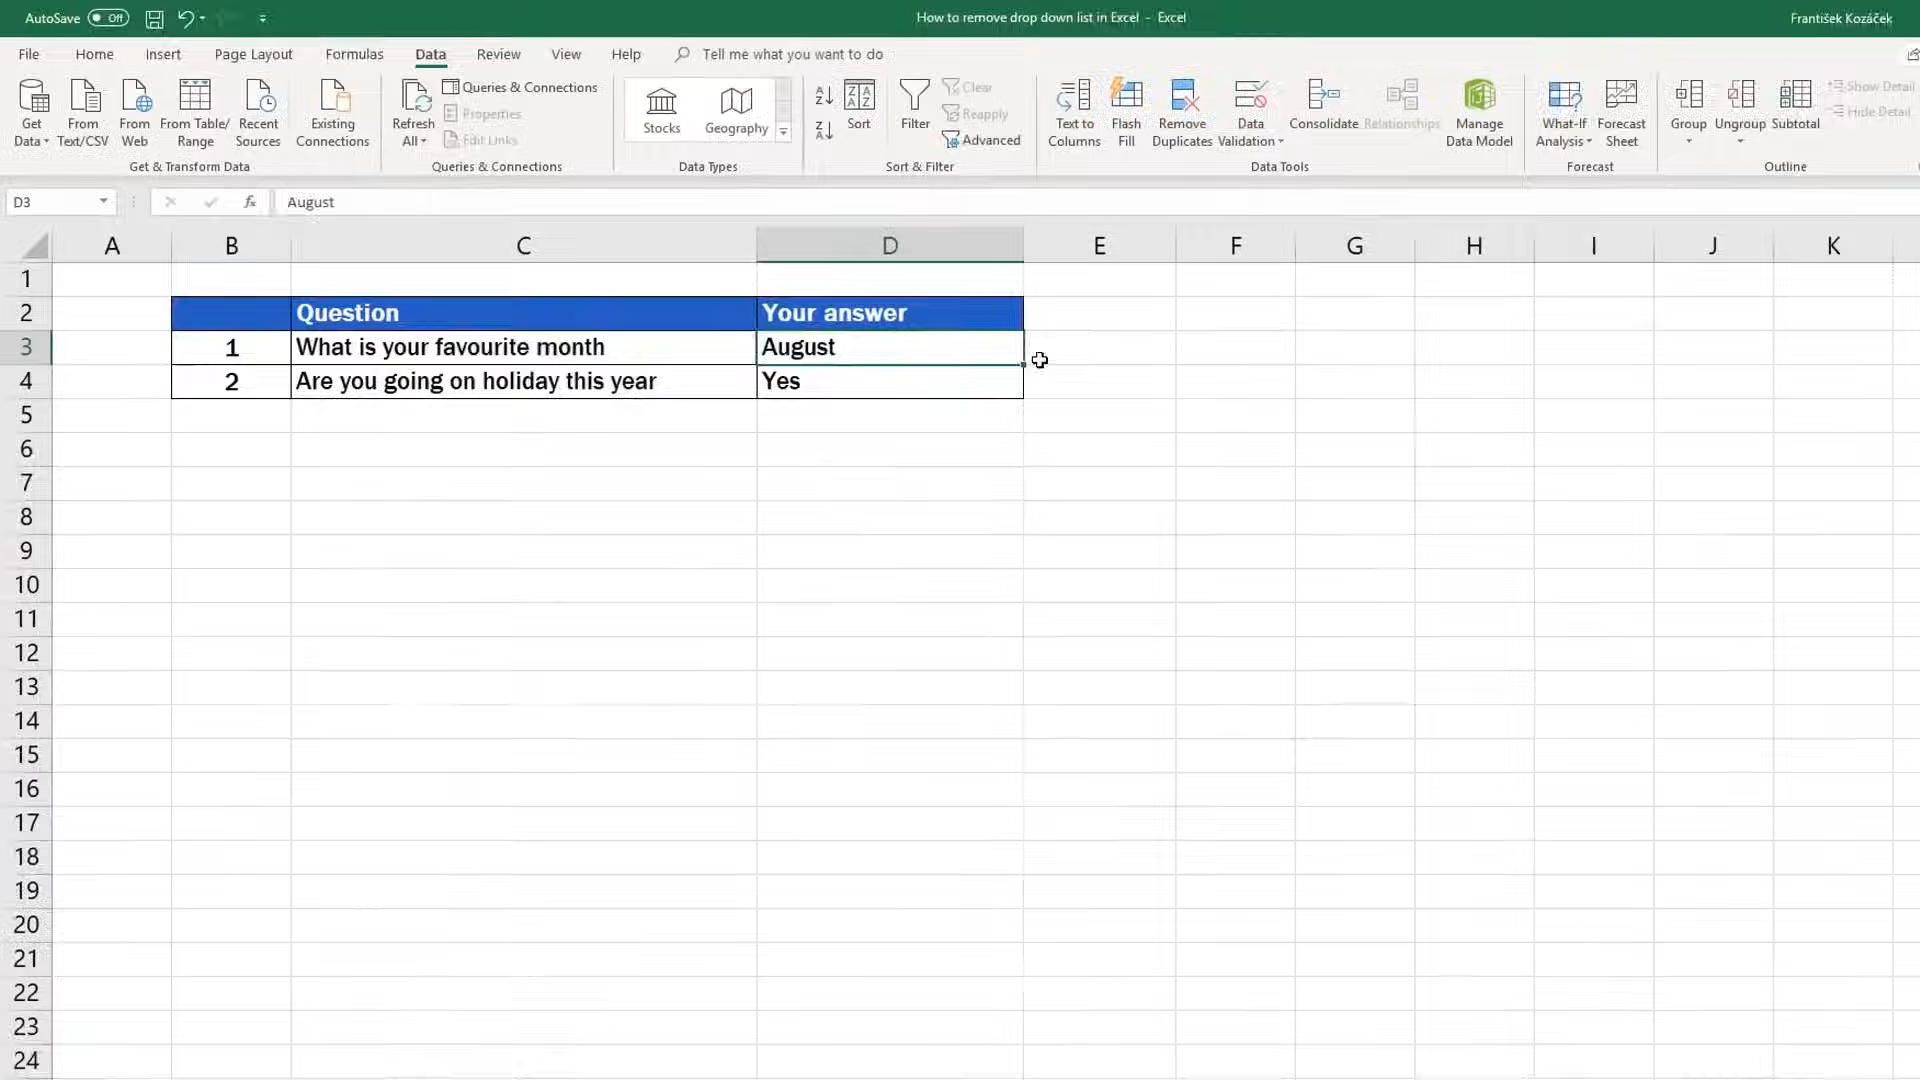 AutoSave Off How to remove drop down list in Excel - Excel František Kozáček
File Home Insert Page Layout Formulas Data Review View Help Tell me what you want to do
Get Data
From Text/CSV
From Web
From Table/ Range
Recent Sources
Existing Connections
Get & Transform Data
Refresh All
Queries & Connections
Properties
Edit Links
Queries & Connections
Stocks
Geography
Data Types
Sort
Filter
Clear
Reapply
Advanced
Sort & Filter
Text to Columns
Flash Fill
Remove Duplicates
Data Validation
Consolidate
Relationships
Manage Data Model
Data Tools
What-If Analysis
Forecast Sheet
Forecast
Group
Ungroup
Subtotal
Show Detail
Hide Detail
Outline
D3 fx August
A B C D E F G H I J K
1
2 Question Your answer
3 1 What is your favourite month August
4 2 Are you going on holiday this year Yes
5
6
7
8
9
10
11
12
13
14
15
16
17
18
19
20
21
22
23
24